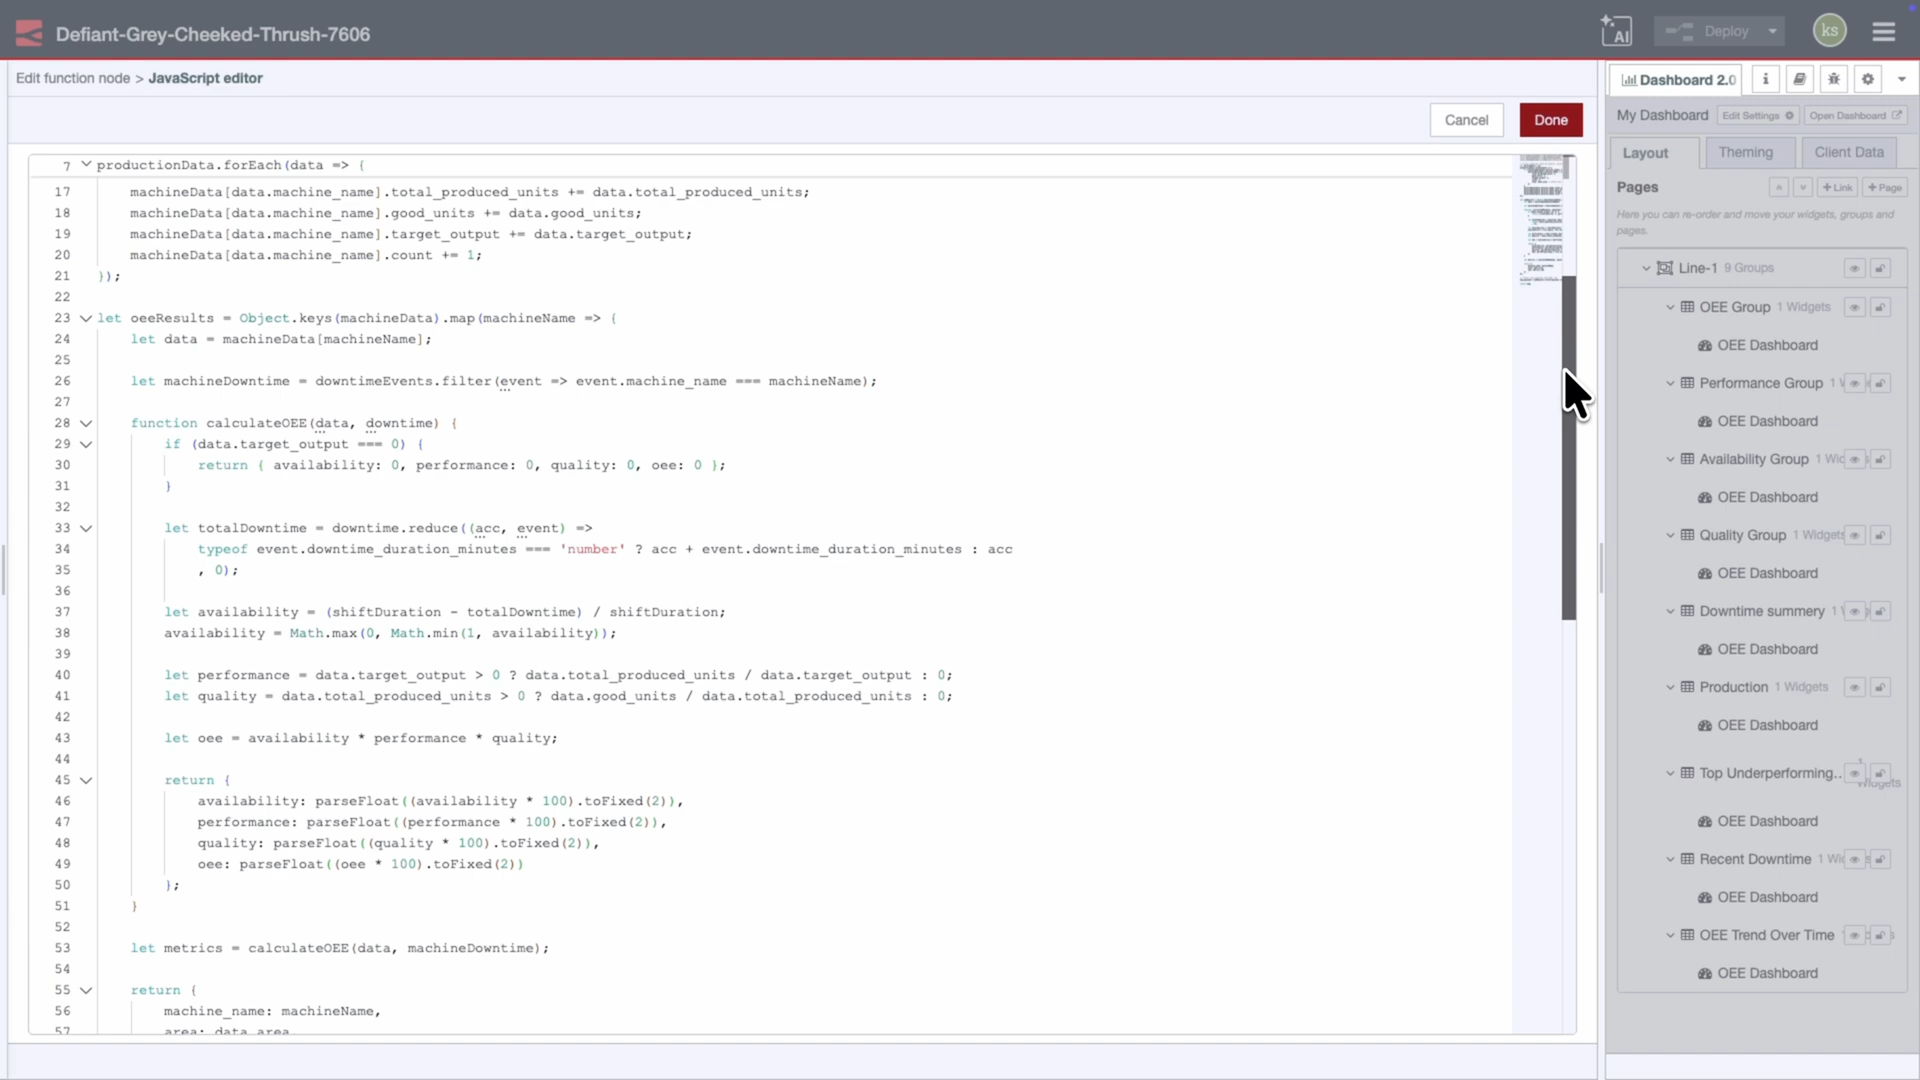 Defiant-Grey-Cheeked-Thrush-7606
AI
Deploy
ks
Edit function node > JavaScript editor
Cancel
Done
7 productionData.forEach(data => {
17 machineData[data.machine_name].total_produced_units += data.total_produced_units;
18 machineData[data.machine_name].good_units += data.good_units;
19 machineData[data.machine_name].target_output += data.target_output;
20 machineData[data.machine_name].count += 1;
21 });
22
23 let oeeResults = Object.keys(machineData).map(machineName => {
24 let data = machineData[machineName];
25
26 let machineDowntime = downtimeEvents.filter(event => event.machine_name === machineName);
27
28 function calculateOEE(data, downtime) {
29 if (data.target_output === 0) {
30 return { availability: 0, performance: 0, quality: 0, oee: 0 };
31 }
32
33 let totalDowntime = downtime.reduce((acc, event) =>
34 typeof event.downtime_duration_minutes === 'number' ? acc + event.downtime_duration_minutes : acc
35 , 0);
36
37 let availability = (shiftDuration - totalDowntime) / shiftDuration;
38 availability = Math.max(0, Math.min(1, availability));
39
40 let performance = data.target_output > 0 ? data.total_produced_units / data.target_output : 0;
41 let quality = data.total_produced_units > 0 ? data.good_units / data.total_produced_units : 0;
42
43 let oee = availability * performance * quality;
44
45 return {
46 availability: parseFloat((availability * 100).toFixed(2)),
47 performance: parseFloat((performance * 100).toFixed(2)),
48 quality: parseFloat((quality * 100).toFixed(2)),
49 oee: parseFloat((oee * 100).toFixed(2))
50 };
51 }
52
53 let metrics = calculateOEE(data, machineDowntime);
54
55 return {
56 machine_name: machineName,
57 area: data.area,
Dashboard 2.0
My Dashboard
Edit Settings
Open Dashboard
Layout
Theming
Client Data
Pages
+Link
+Page
Here you can re-order and move your widgets, groups and
pages.
Line-1 9 Groups
OEE Group 1 Widgets
OEE Dashboard
Performance Group 1
OEE Dashboard
Availability Group 1 Wid
OEE Dashboard
Quality Group 1 Widgets
OEE Dashboard
Downtime summery 1
OEE Dashboard
Production 1 Widgets
OEE Dashboard
Top Underperforming.. 1
Widgets
OEE Dashboard
Recent Downtime 1
OEE Dashboard
OEE Trend Over Time
OEE Dashboard